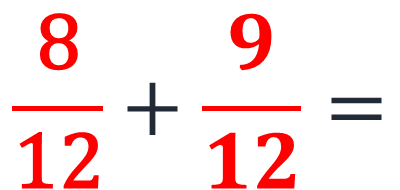 8/12 + 9/12 =